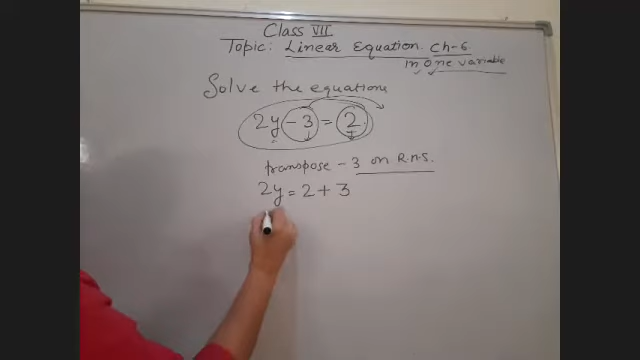 Class VII
Topic: Linear Equation. Ch-6.
in One variable
Solve the equations
2y - 3 = 2.
transpose - 3 on R.H.S.
2y = 2 + 3